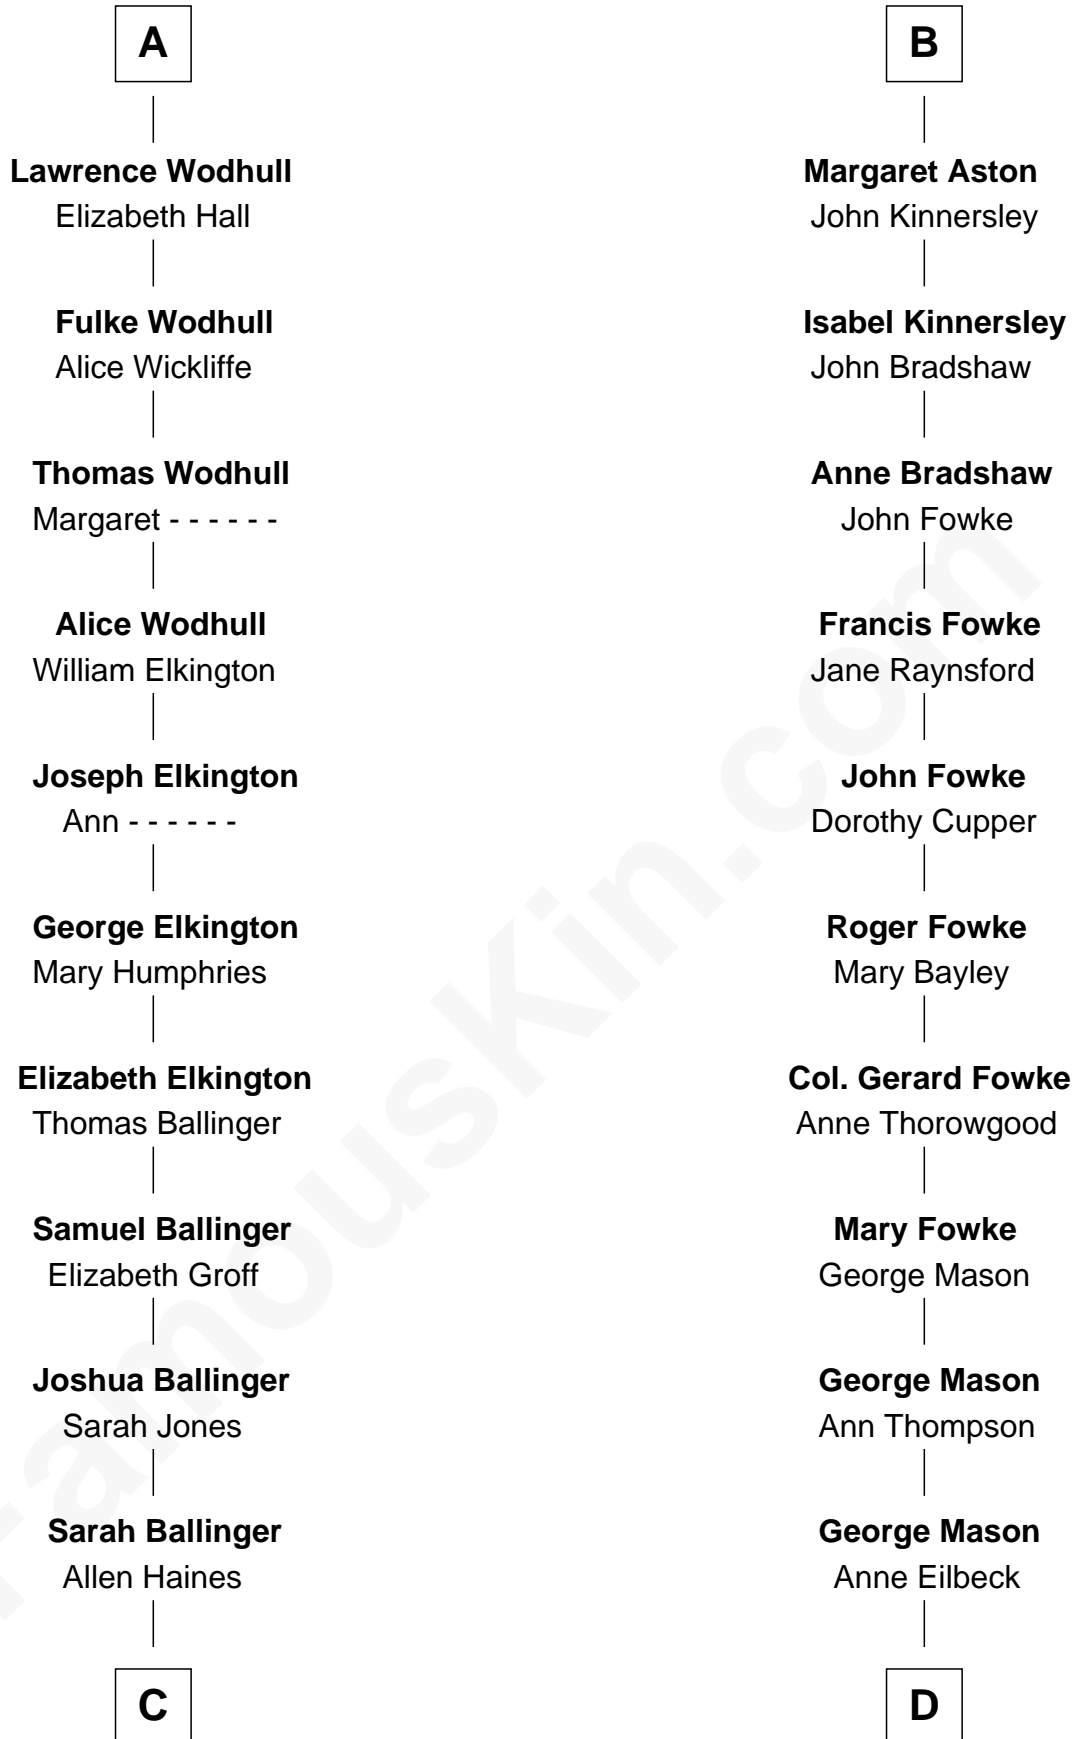 A
Lawrence Wodhull
Elizabeth Hall
Fulke Wodhull
Alice Wickliffe
Thomas Wodhull
Margaret - - - - - -
Alice Wodhull
William Elkington
Joseph Elkington
Ann - - - - - -
George Elkington
Mary Humphries
Elizabeth Elkington
Thomas Ballinger
Samuel Ballinger
Elizabeth Groff
Joshua Ballinger
Sarah Jones
Sarah Ballinger
Allen Haines
C
B
Margaret Aston
John Kinnersley
Isabel Kinnersley
John Bradshaw
Anne Bradshaw
John Fowke
Francis Fowke
Jane Raynsford
John Fowke
Dorothy Cupper
Roger Fowke
Mary Bayley
Col. Gerard Fowke
Anne Thorowgood
Mary Fowke
George Mason
George Mason
Ann Thompson
George Mason
Anne Eilbeck
D
FamousKin.com